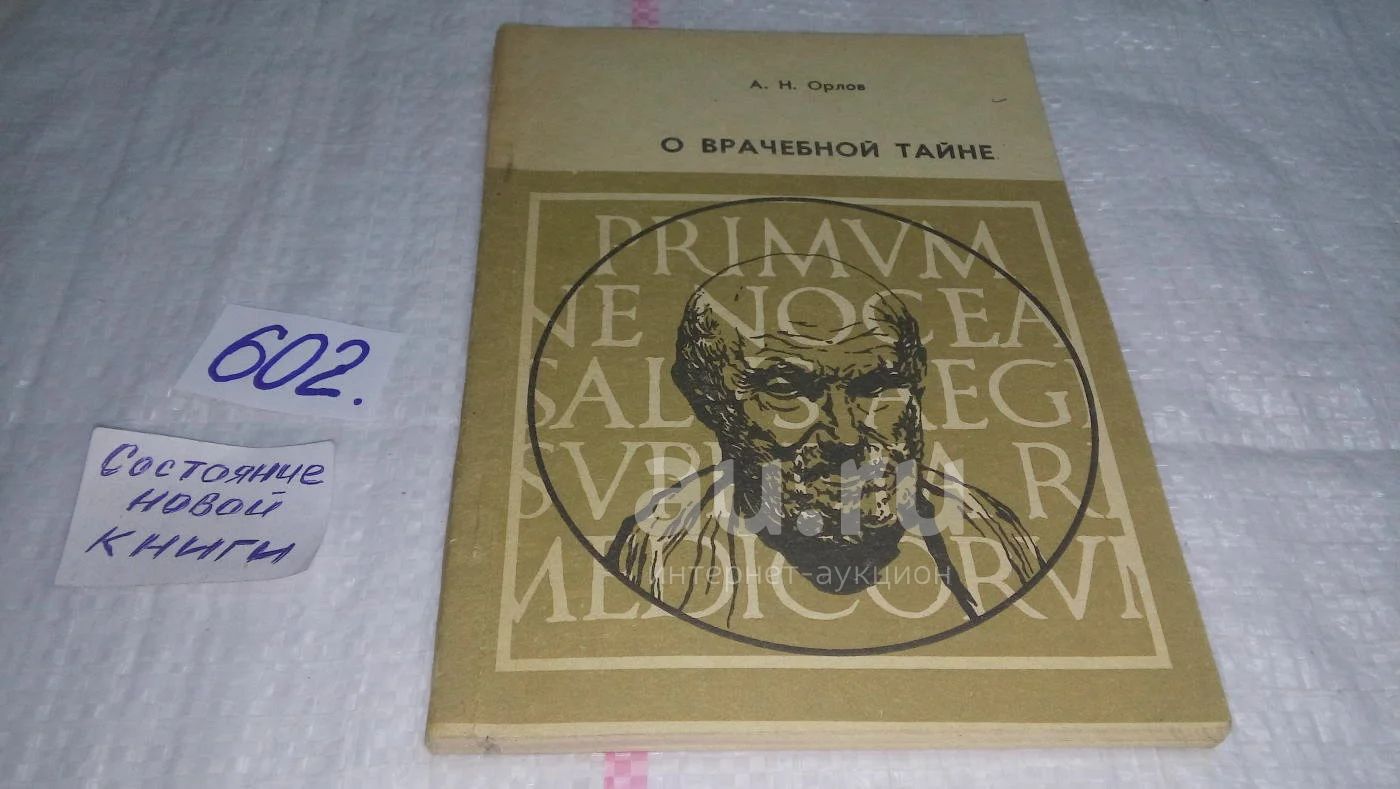 А. Н. Орлов
О ВРАЧЕБНОЙ ТАЙНЕ
PRIMVM
NE NOCEA
SALVS AEGR
SVPREMA
MEDICORVM
602.
Состояние
новой
книги
au.ru
интернет-аукцион